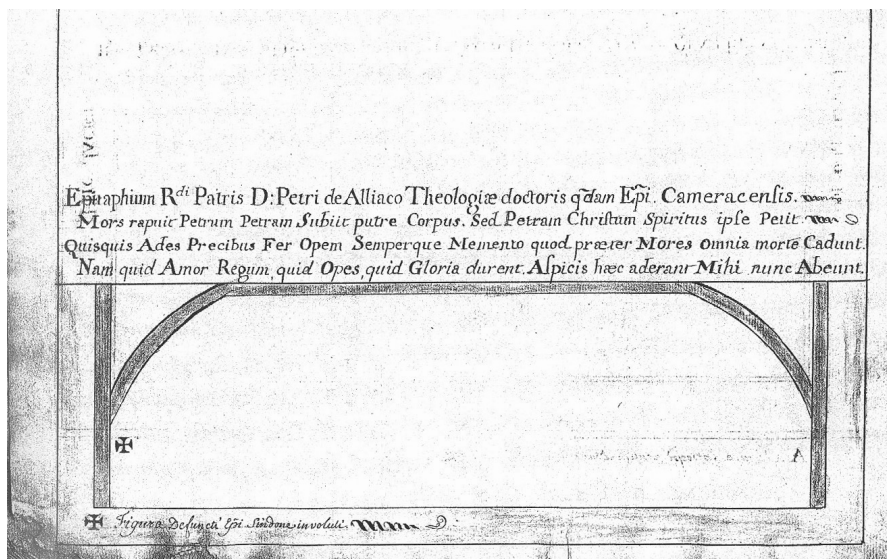 Epitaphium Rdi Patris D: Petri de Alliaco Theologiæ doctoris qdam Epi. Cameracensis.
Mors rapuit Petrum Petram Subiit putre Corpus. Sed Petram Christum Spiritus ipse Petit.
Quisquis Ades Precibus Fer Opem Semperque Memento quod præter Mores Omnia morte Cadunt.
Nam quid Amor Regum, quid Opes, quid Gloria durent. Aspicis hæc aderant Mihi nunc Abeunt.
✠
✠ Figura Defuncti Epi Sindone involuti.